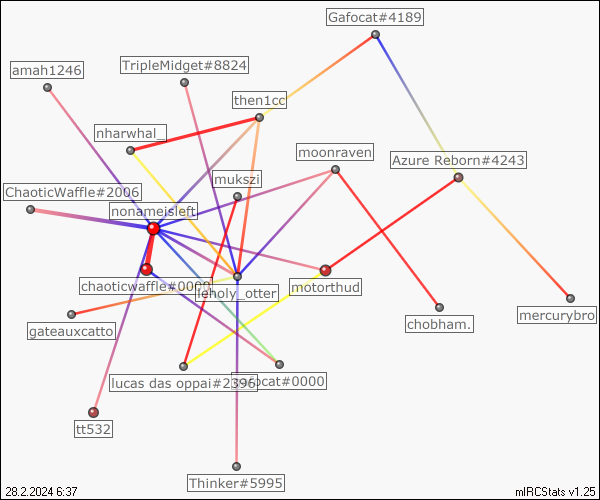 Gafocat#4189
amah1246
TripleMidget#8824
then1cc
nharwhal_
moonraven
Azure Reborn#4243
mukszi
ChaoticWaffle#2006
nonameisleft
chaoticwaffle#0000
leholy_otter
motorthud
mercurybro
chobham.
gateauxcatto
lucas das oppai#2396
ocat#0000
tt532
Thinker#5995
28.2.2024 6:37
mIRCStats v1.25